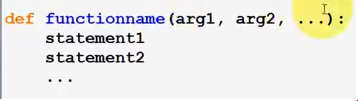 def functionname(arg1, arg2, ...):
    statement1
    statement2
    ...